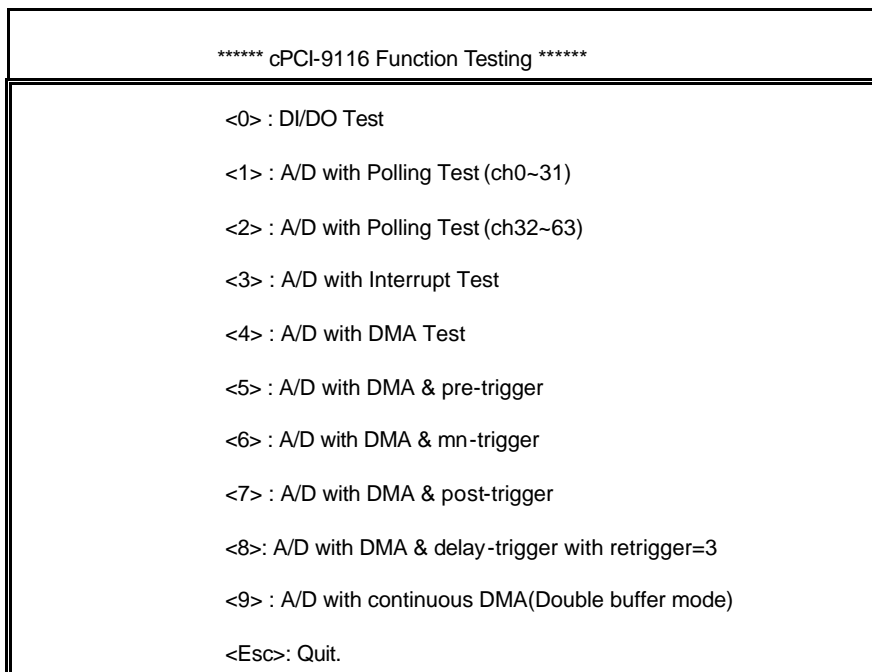 ****** cPCI-9116 Function Testing ******
<0> : DI/DO Test
<1> : A/D with Polling Test (ch0~31)
<2> : A/D with Polling Test (ch32~63)
<3> : A/D with Interrupt Test
<4> : A/D with DMA Test
<5> : A/D with DMA & pre-trigger
<6> : A/D with DMA & mn-trigger
<7> : A/D with DMA & post-trigger
<8>: A/D with DMA & delay-trigger with retrigger=3
<9> : A/D with continuous DMA(Double buffer mode)
<Esc>: Quit.